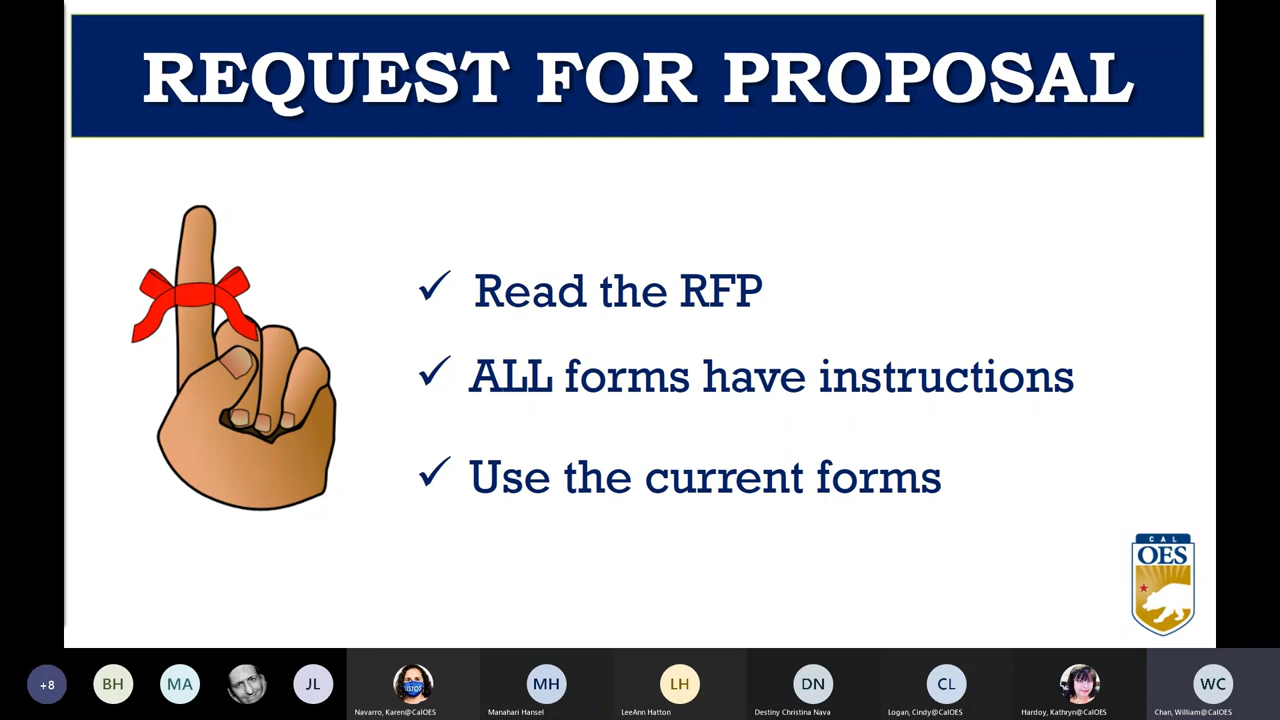 REQUEST FOR PROPOSAL
✓ Read the RFP
✓ ALL forms have instructions
✓ Use the current forms
CAL
OES
+8
BH
MA
JL
MH
LH
DN
CL
WC
Navarro, Karen@CalOES
Manahari Hansel
LeeAnn Hatton
Destiny Christina Nava
Logan, Cindy@CalOES
Hardoy, Kathryn@CalOES
Chan, William@CalOES